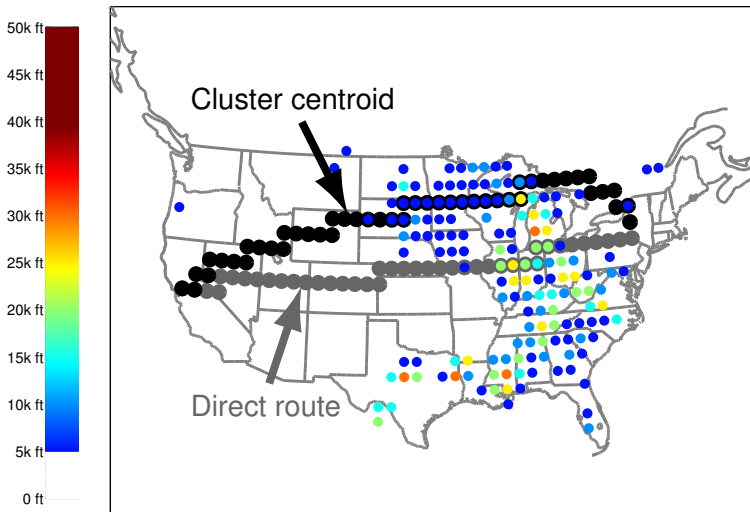 50k ft
45k ft
40k ft
35k ft
30k ft
25k ft
20k ft
15k ft
10k ft
5k ft
0 ft
Cluster centroid
Direct route